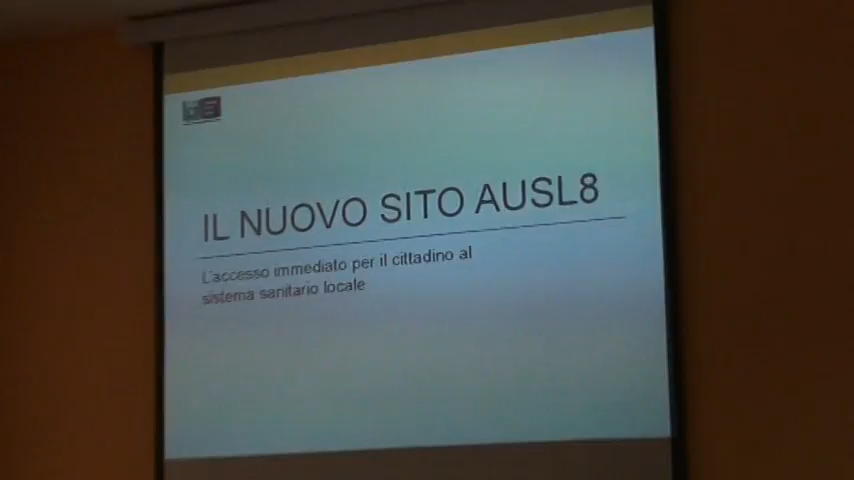 IL NUOVO SITO AUSL8
L'accesso immediato per il cittadino al
sistema sanitario locale